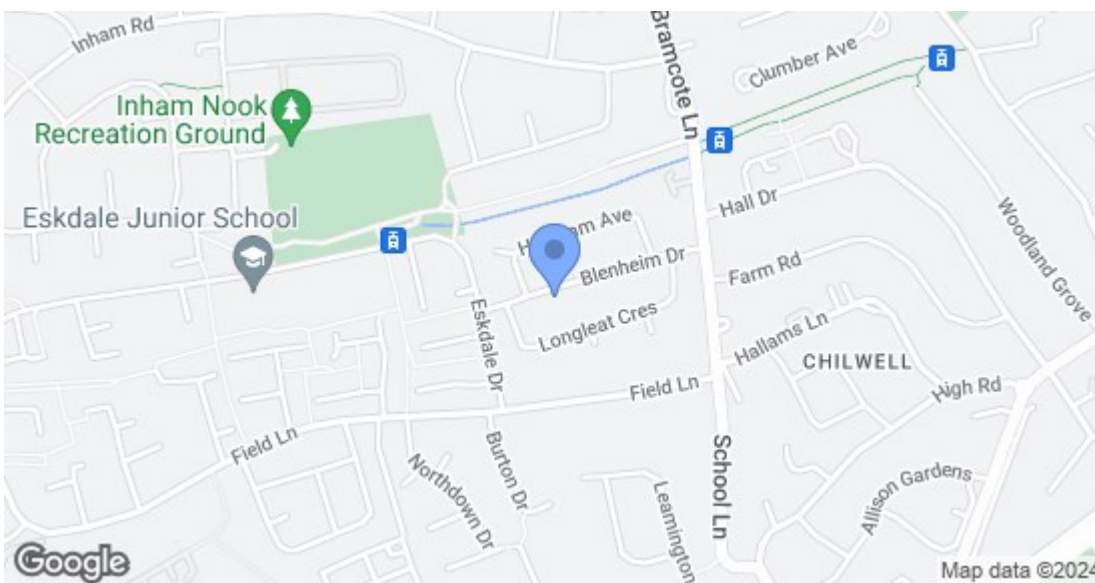 Inham Rd
Bramcote Ln
Clumber Ave
Inham Nook
Recreation Ground
Eskdale Junior School
Hall Dr
Woodland Grove
Ave
Blenheim Dr
Farm Rd
Longleat Cres
Eskdale Dr
Hallams Ln
CHILWELL
Field Ln
High Rd
Field Ln
Burton Dr
Northdown Dr
School Ln
Leamington
Allison Gardens
Google
Map data ©2024